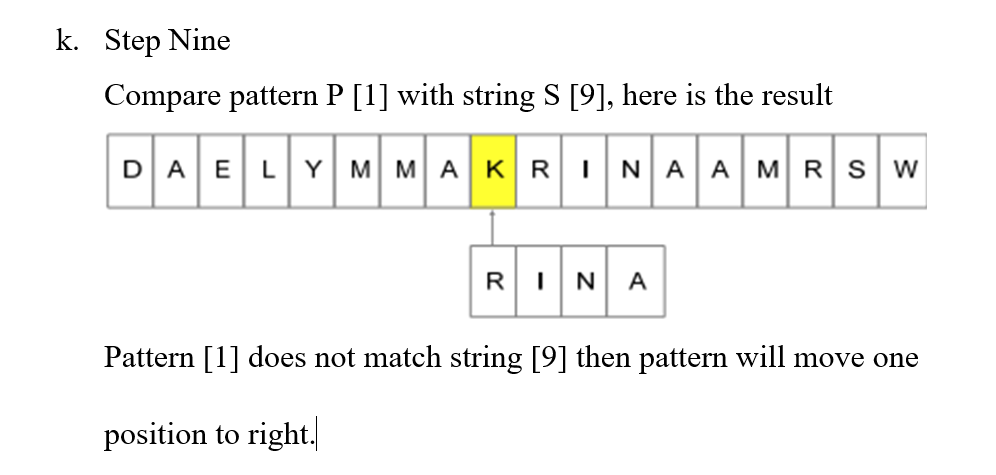 k. Step Nine
Compare pattern P [1] with string S [9], here is the result
D A E L Y M M A K R I N A A M R S W
R I N A
Pattern [1] does not match string [9] then pattern will move one
position to right.